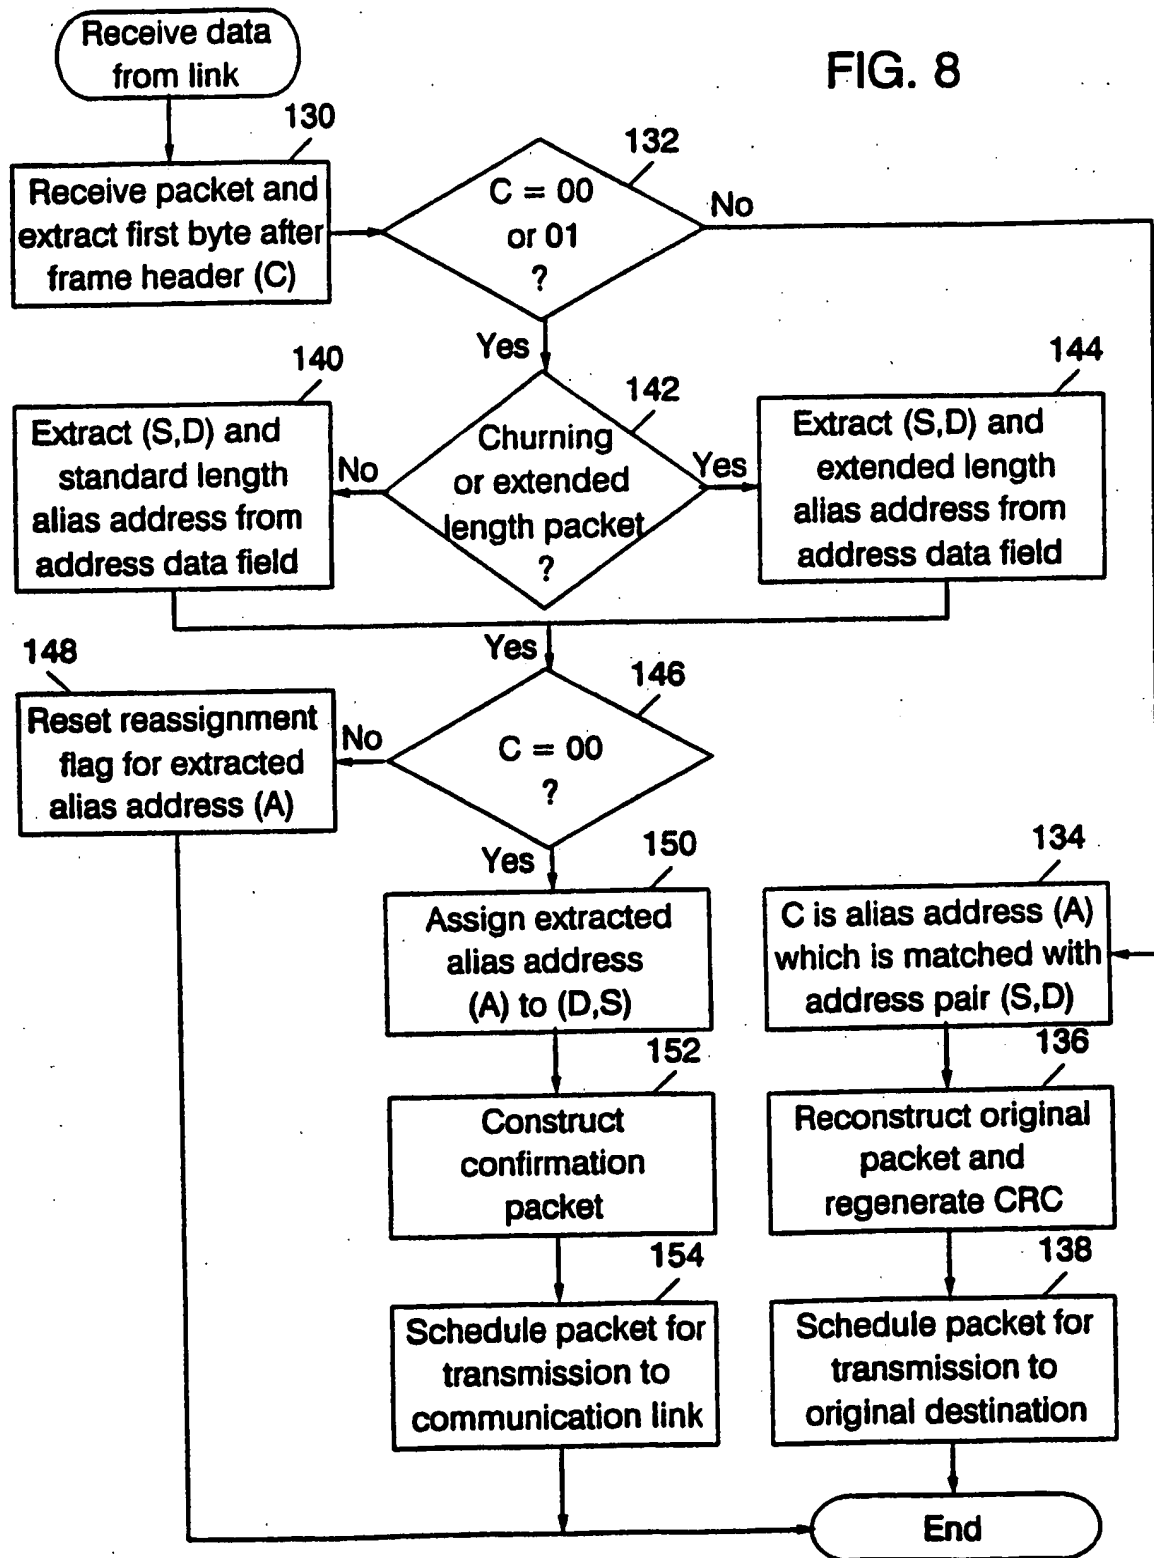 Receive data
from link
FIG. 8
130
Receive packet and
extract first byte after
frame header (C)
132
C = 00
or 01
?
No
Yes
140
Extract (S,D) and
standard length
alias address from
address data field
142
Churning
or extended
length packet
?
No
Yes
144
Extract (S,D) and
extended length
alias address from
address data field
Yes
146
C = 00
?
No
148
Reset reassignment
flag for extracted
alias address (A)
Yes
150
Assign extracted
alias address
(A) to (D,S)
134
C is alias address (A)
which is matched with
address pair (S,D)
152
Construct
confirmation
packet
136
Reconstruct original
packet and
regenerate CRC
154
Schedule packet for
transmission to
communication link
138
Schedule packet for
transmission to
original destination
End